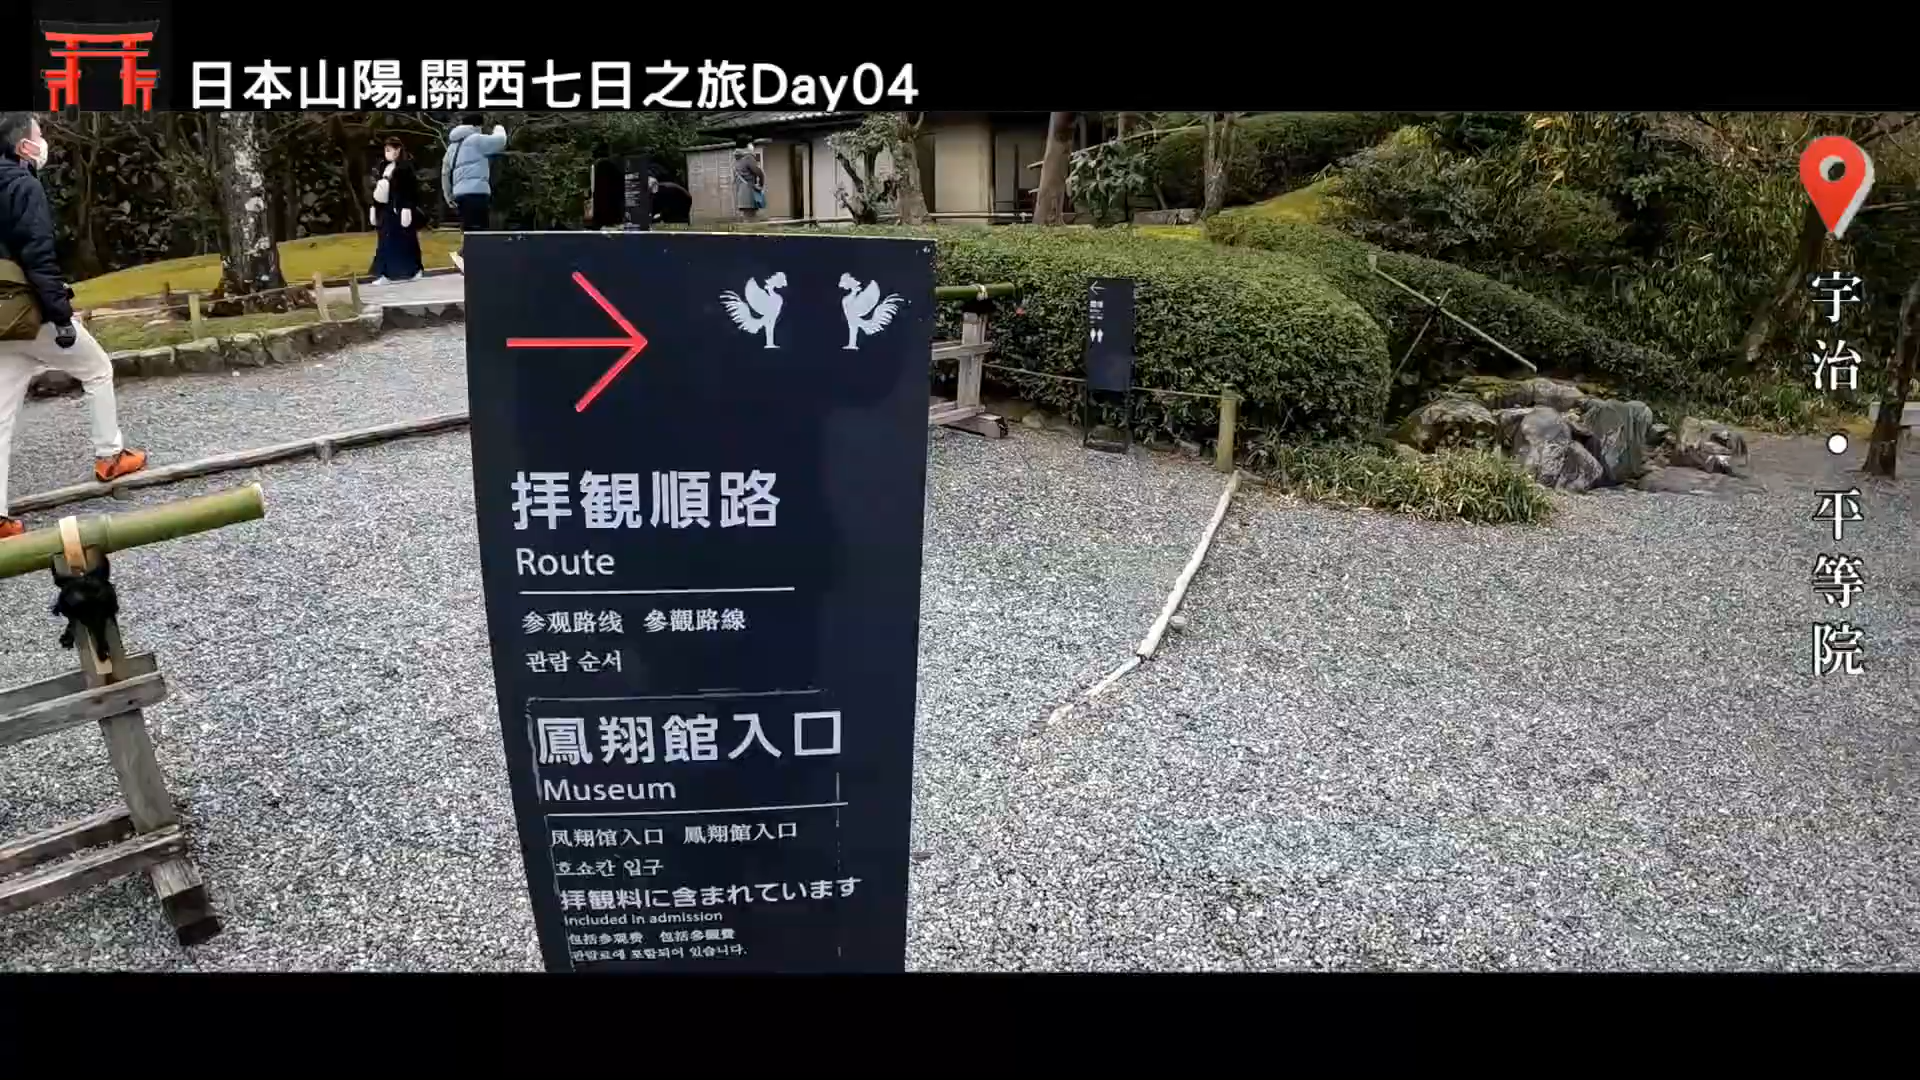 日本山陽.關西七日之旅Day04
宇治・平等院
拝観順路
Route
参观路线 參觀路線
관람 순서
鳳翔館入口
Museum
凤翔馆入口 鳳翔館入口
호쇼칸 입구
拝観料に含まれています
Included in admission
包括参观费 包括參觀費
관람료에 포함되어 있습니다.